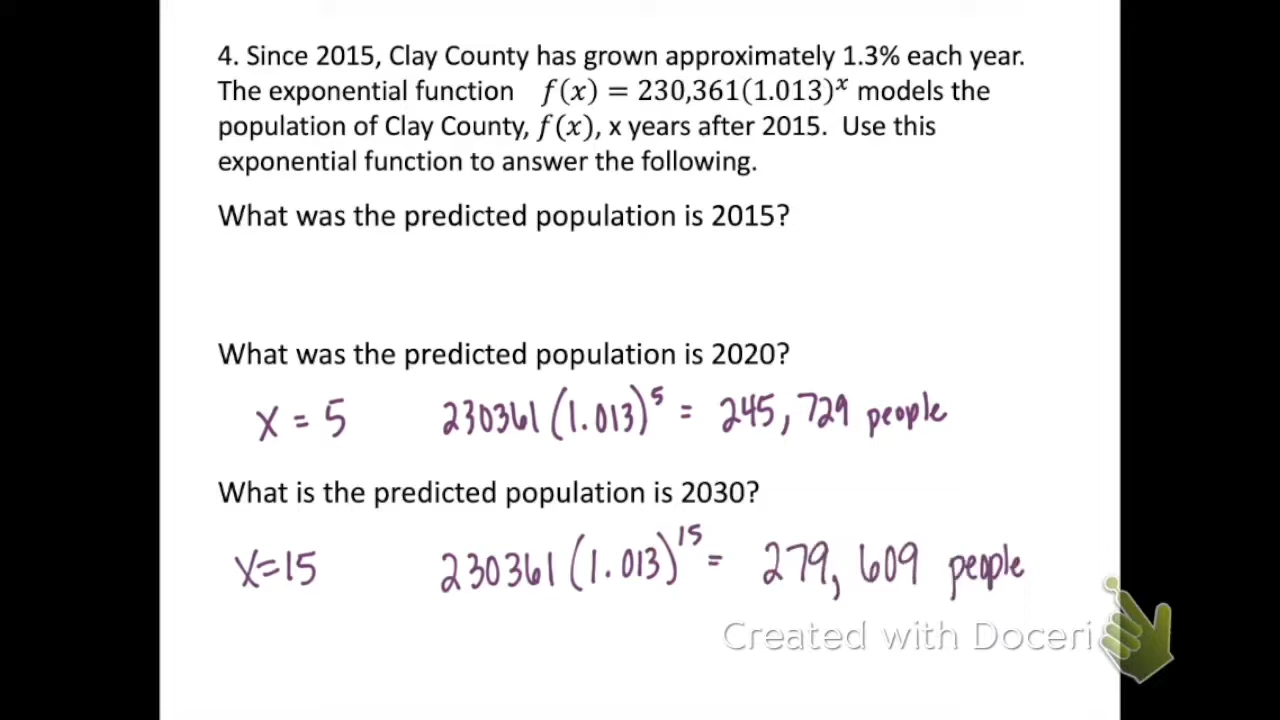 4. Since 2015, Clay County has grown approximately 1.3% each year.
The exponential function f(x) = 230,361(1.013)^x models the
population of Clay County, f(x), x years after 2015. Use this
exponential function to answer the following.
What was the predicted population is 2015?
What was the predicted population is 2020?
x = 5 230361(1.013)^5 = 245,729 people
What is the predicted population is 2030?
x=15 230361(1.013)^15 = 279,609 people
Created with Doceri